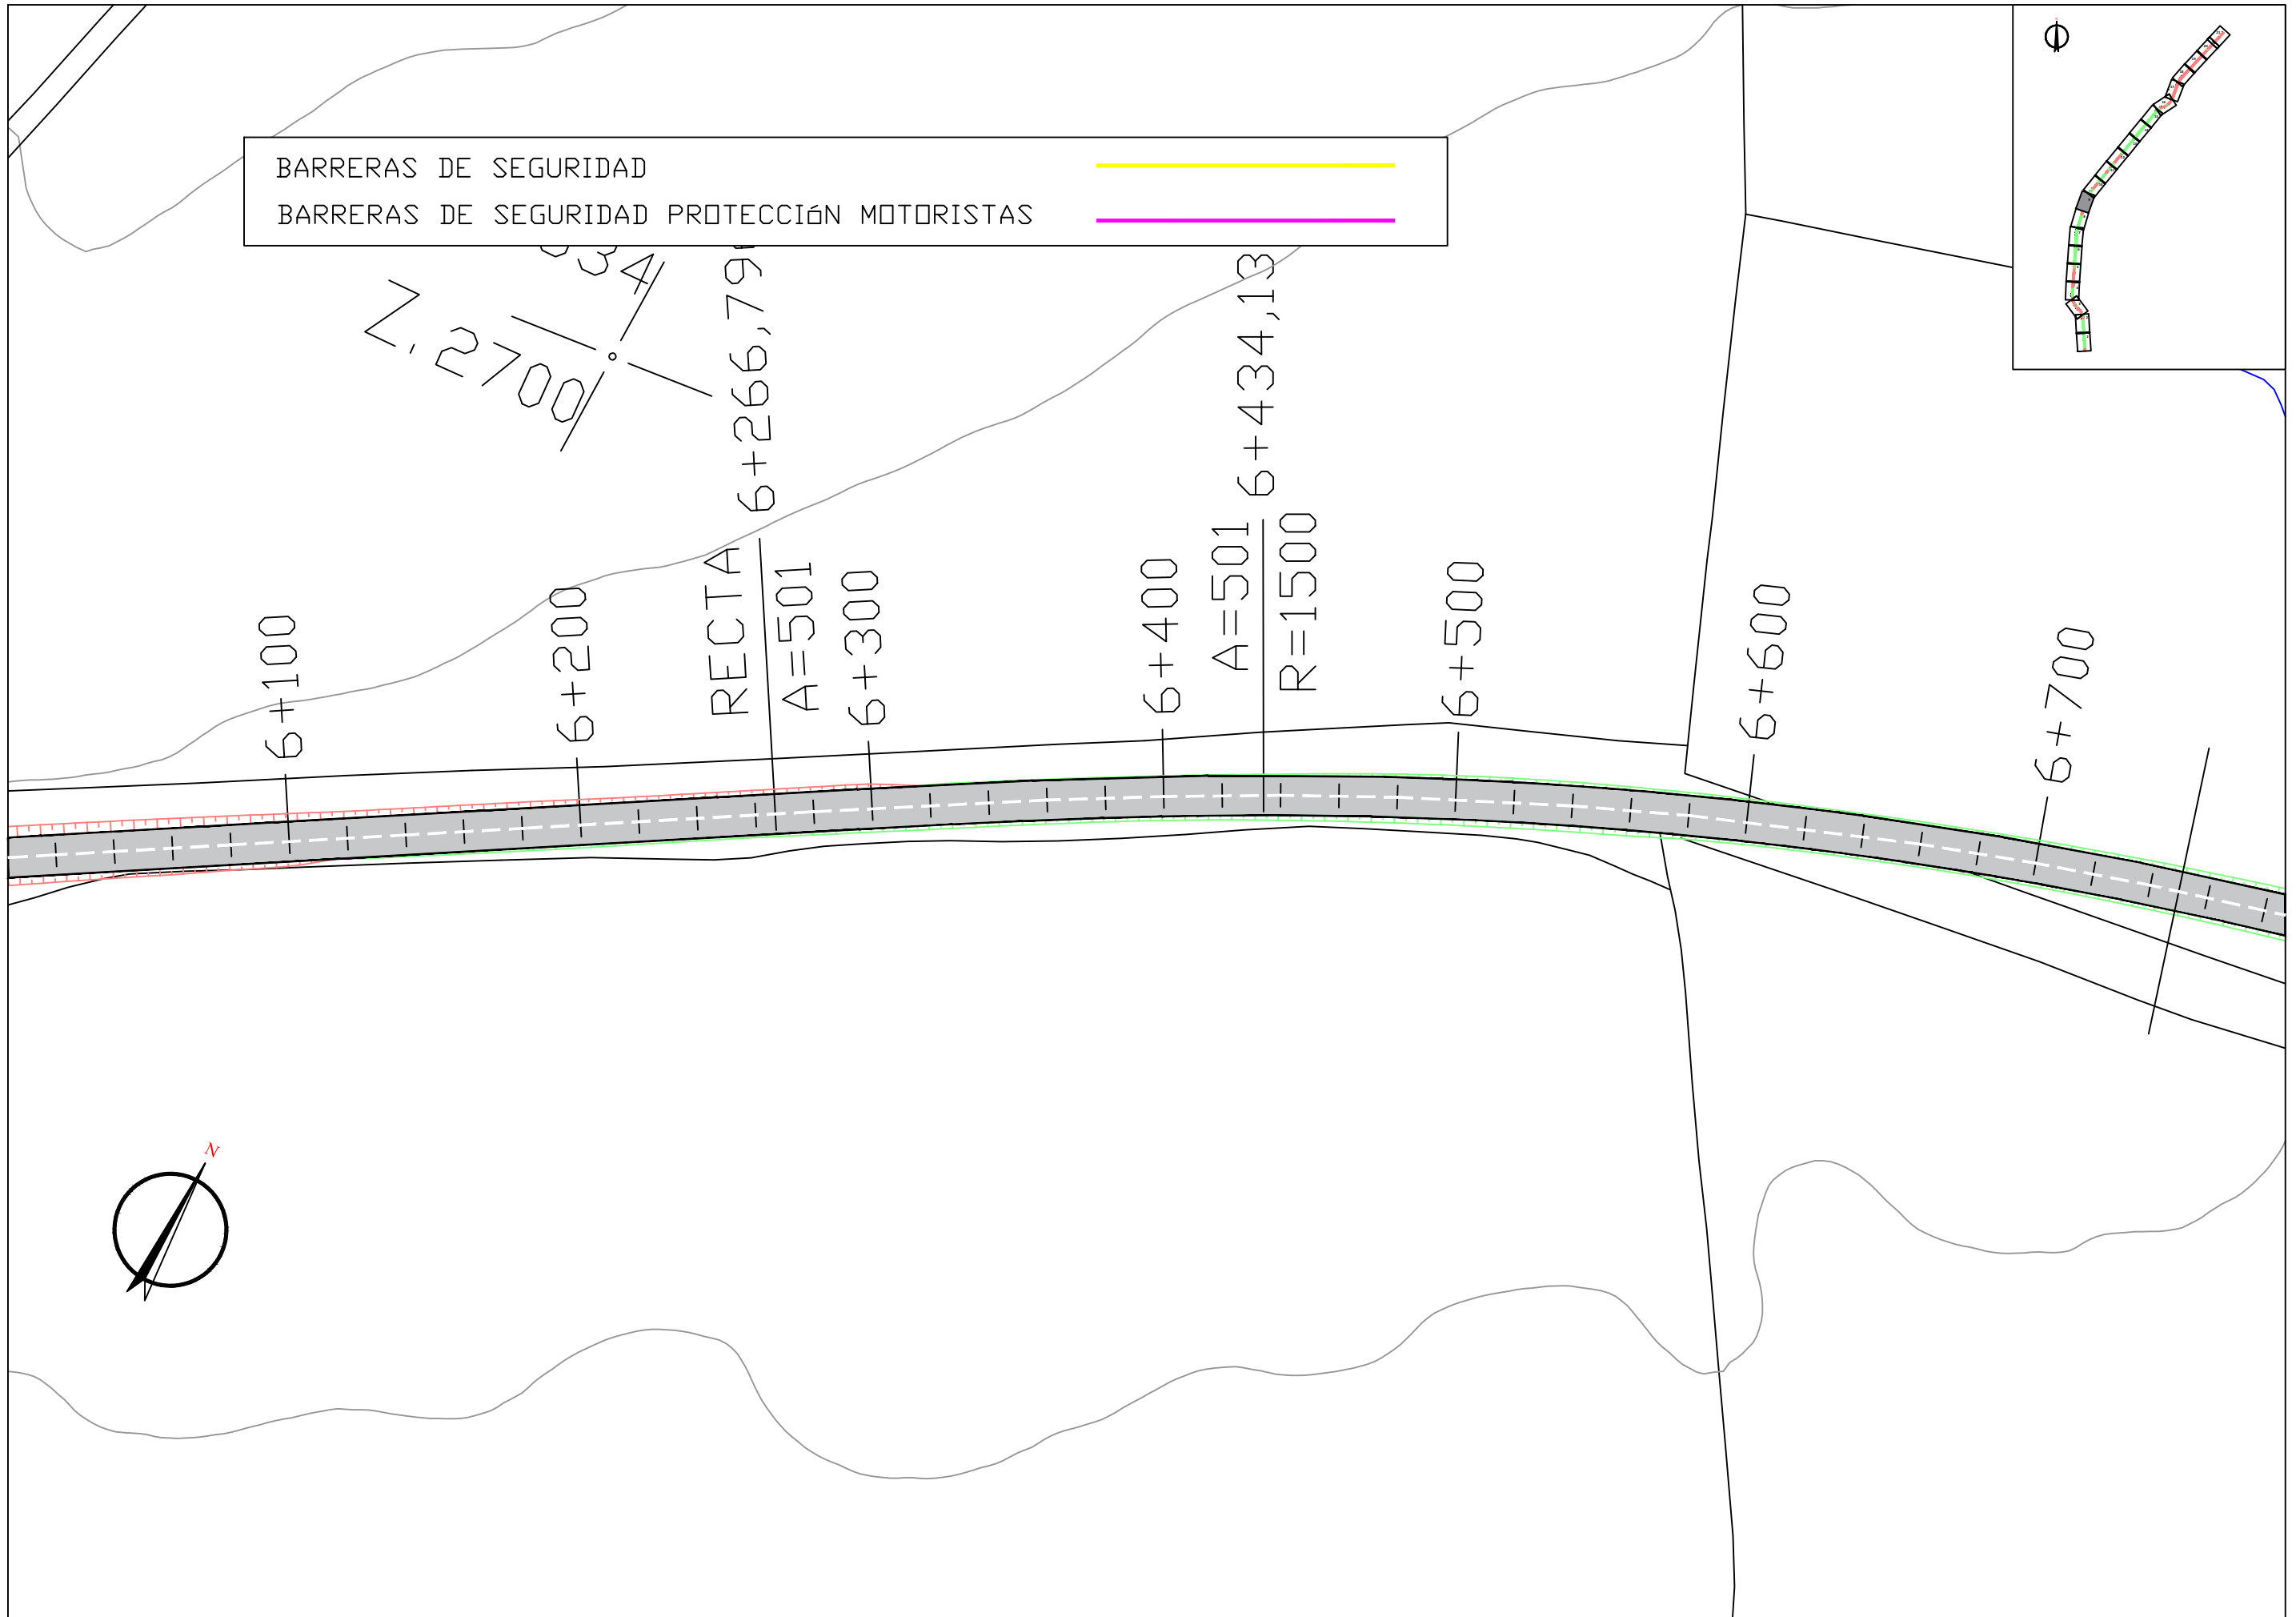 BARRERAS DE SEGURIDAD
BARRERAS DE SEGURIDAD PROTECCIóN MOTORISTAS
Z.2700
6+100
6+200
RECTA
6+266,79
A=501
6+300
6+400
A=501
6+434,13
R=1500
6+500
6+600
6+700
N